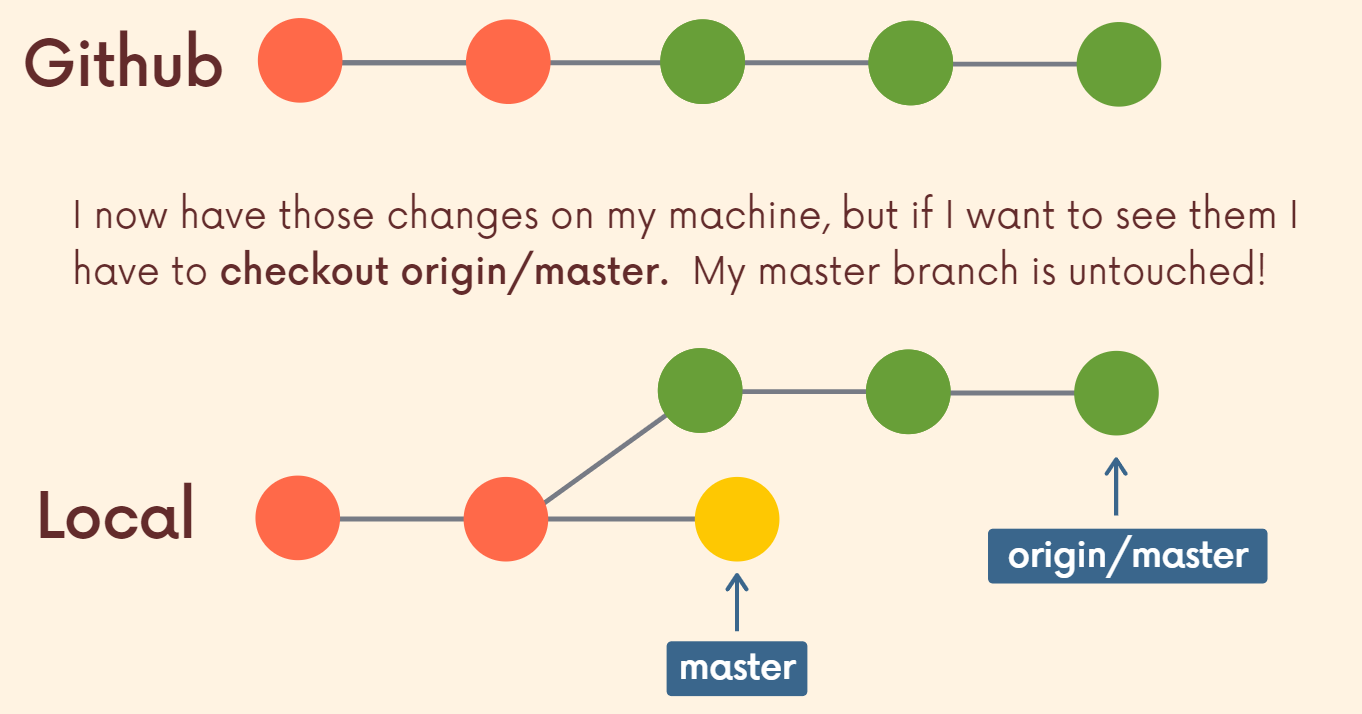 Github
I now have those changes on my machine, but if I want to see them I
have to checkout origin/master. My master branch is untouched!
Local
origin/master
master